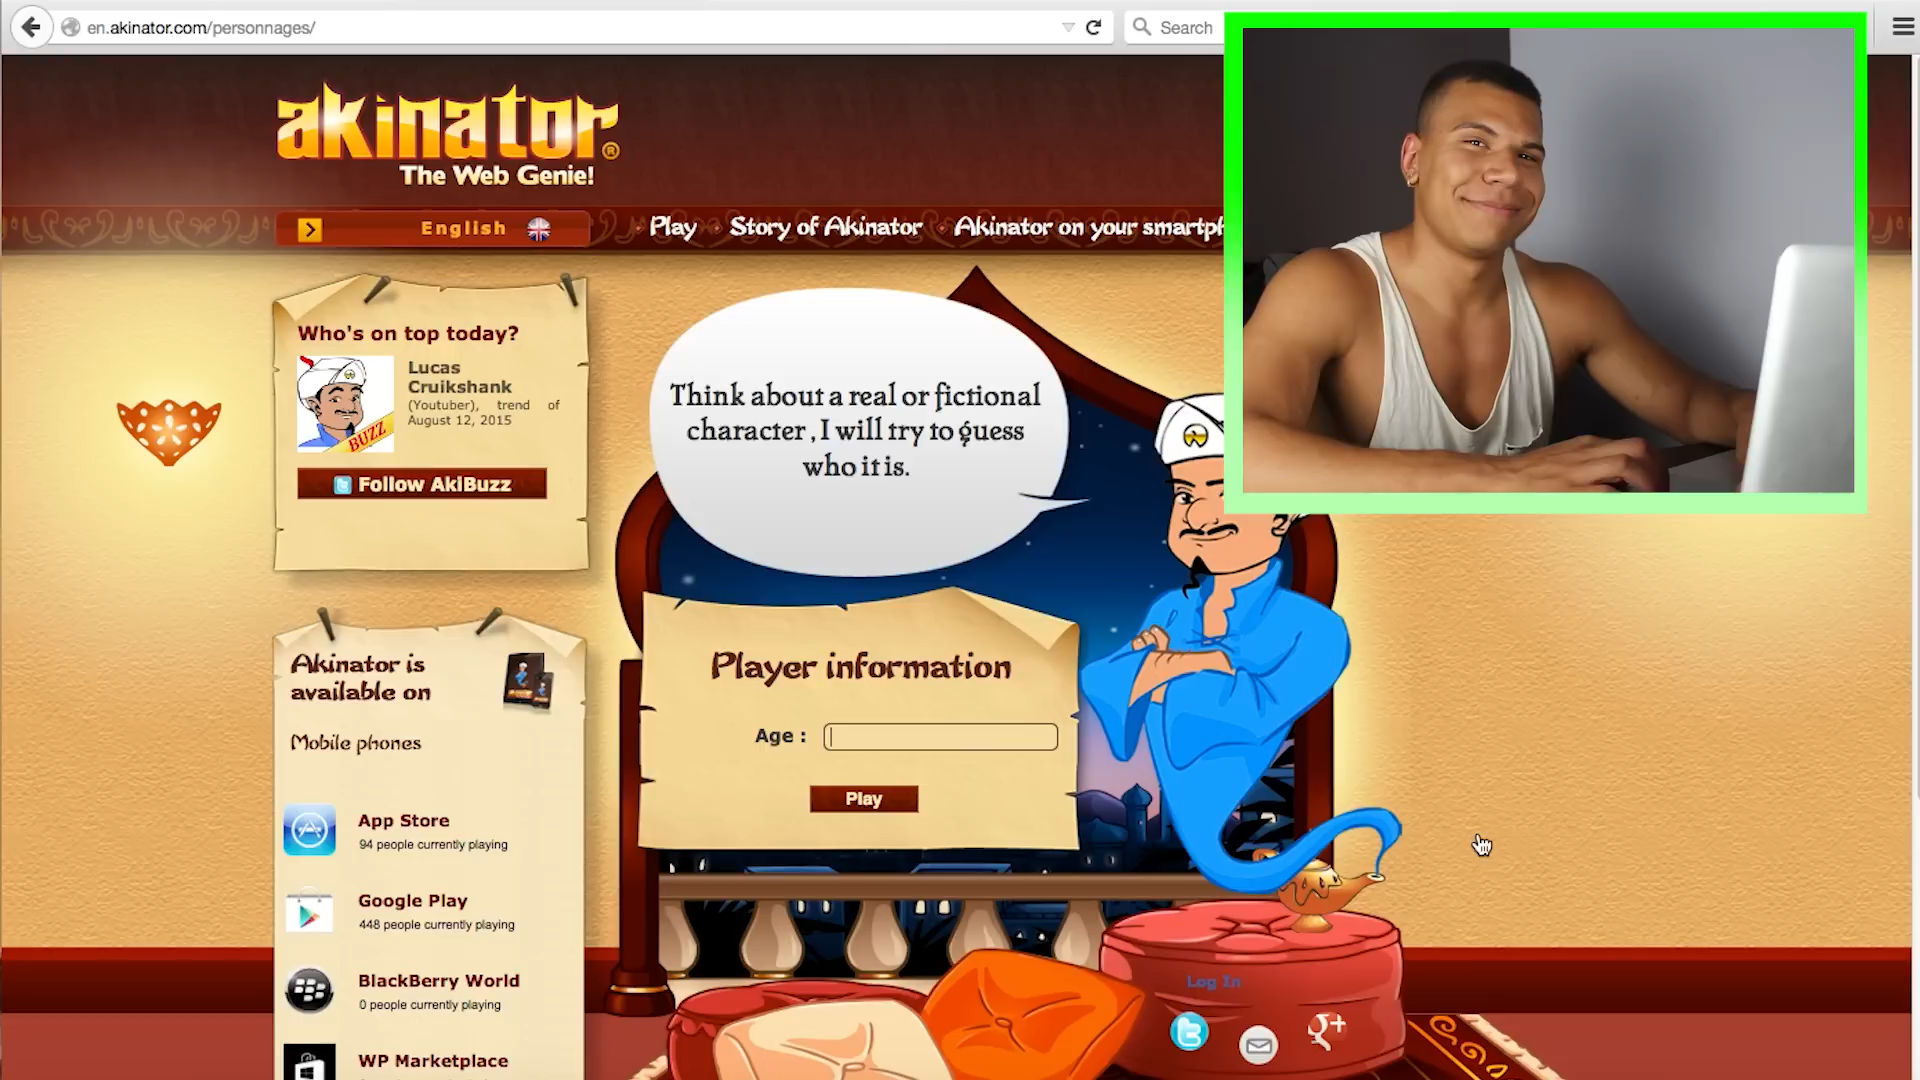 en.akinator.com/personnages/
Search
akinator®
The Web Genie!
English
Play
Story of Akinator
Akinator on your smartph
Who's on top today?
Lucas
Cruikshank
(Youtuber), trend of
August 12, 2015
BUZZ
Follow AkiBuzz
Think about a real or fictional
character , I will try to guess
who it is.
Player information
Age :
Play
Akinator is
available on
Mobile phones
App Store
94 people currently playing
Google Play
448 people currently playing
BlackBerry World
0 people currently playing
WP Marketplace
Log In
g+